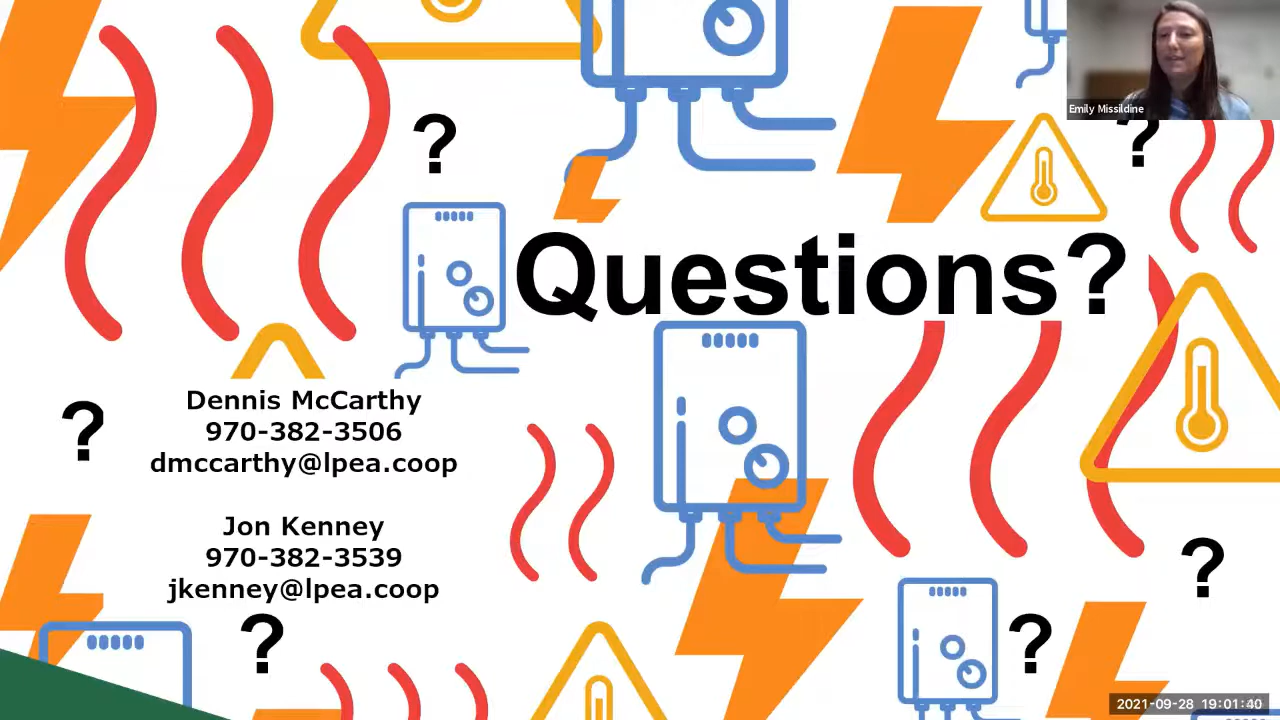 Emily Missildine
?
?
Questions?
Dennis McCarthy
970-382-3506
dmccarthy@lpea.coop
?
Jon Kenney
970-382-3539
jkenney@lpea.coop
?
?
?
2021-09-28 19:01:40